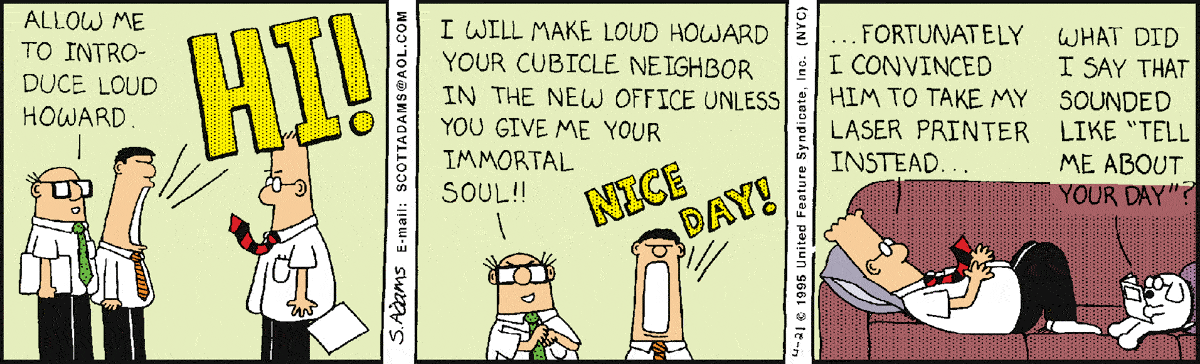 ALLOW ME
TO INTRO-
DUCE LOUD
HOWARD.
HI!
S.Adams E-mail: SCOTTADAMS@AOL.COM
I WILL MAKE LOUD HOWARD
YOUR CUBICLE NEIGHBOR
IN THE NEW OFFICE UNLESS
YOU GIVE ME YOUR
IMMORTAL
SOUL!!
NICE
DAY!
4-21 © 1995 United Feature Syndicate, Inc. (NYC)
...FORTUNATELY
I CONVINCED
HIM TO TAKE MY
LASER PRINTER
INSTEAD...
WHAT DID
I SAY THAT
SOUNDED
LIKE "TELL
ME ABOUT
YOUR DAY"?